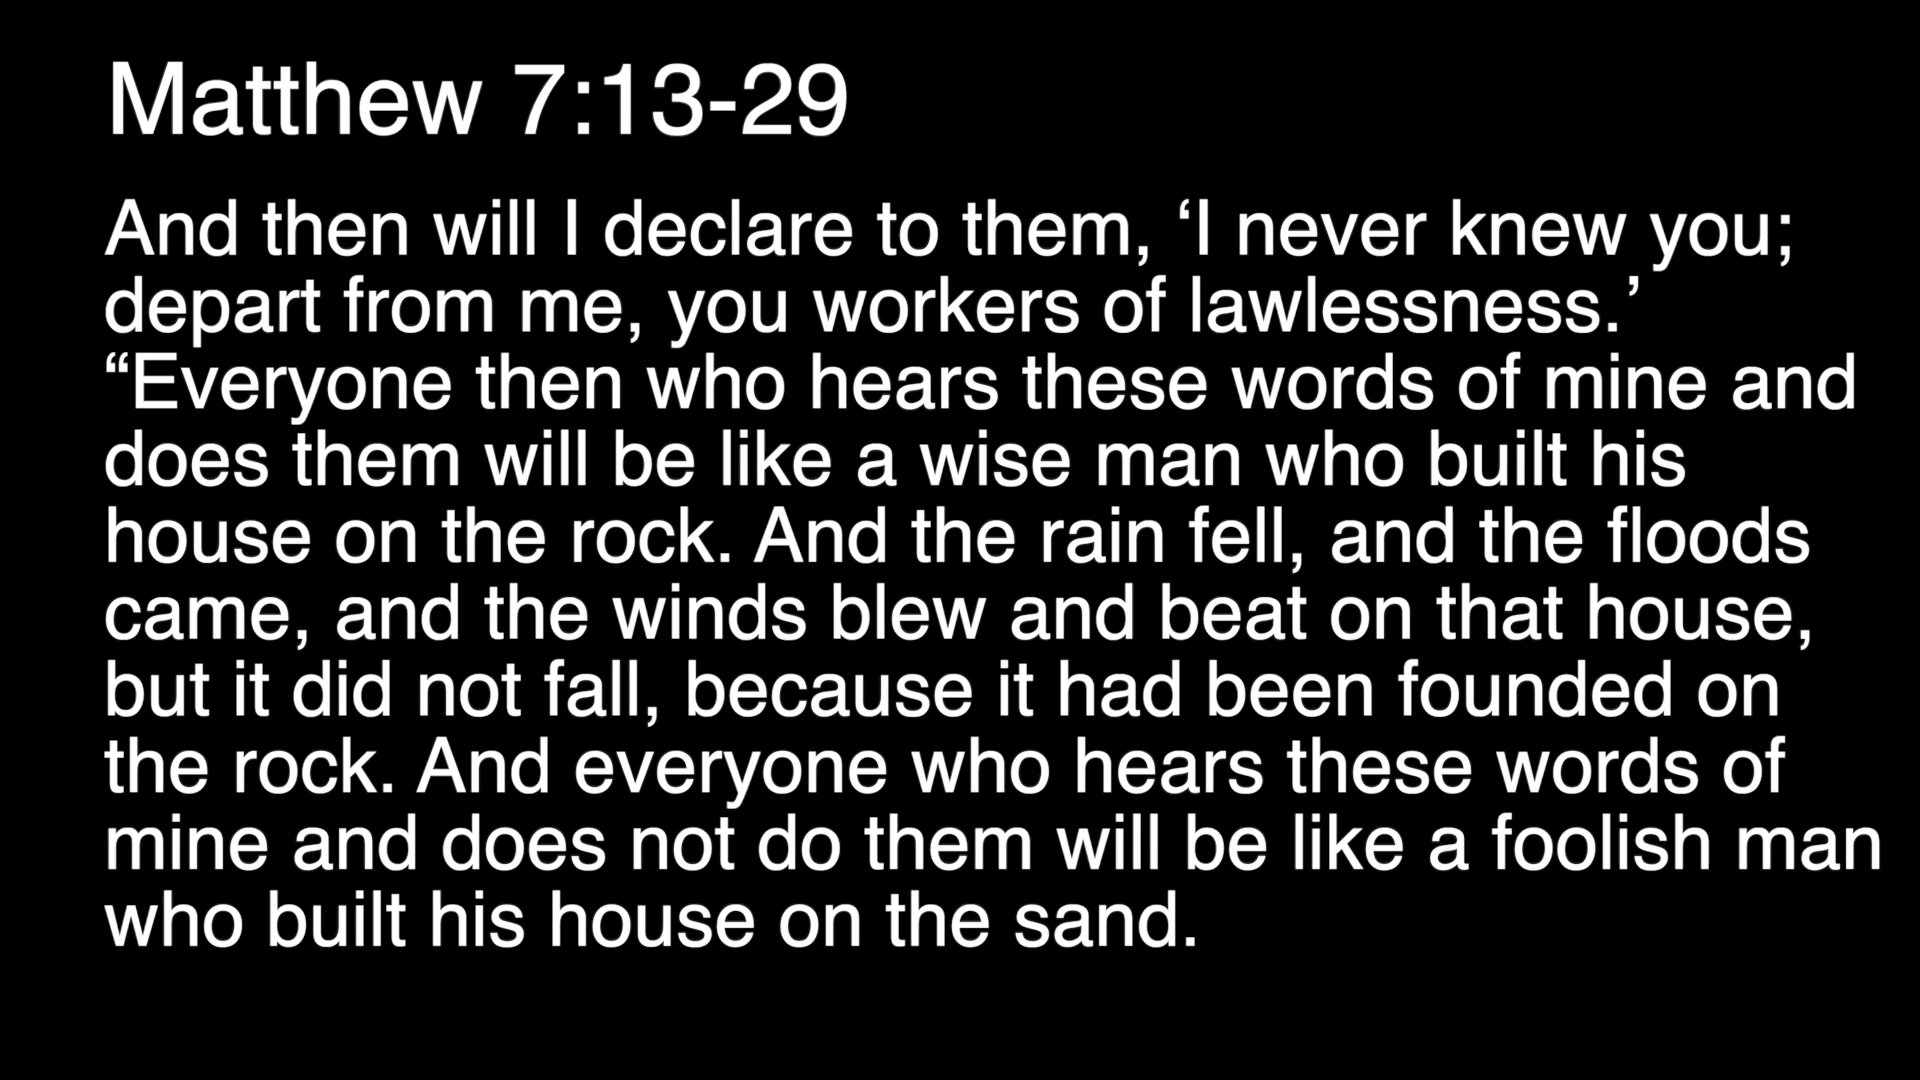 Matthew 7:13-29
And then will I declare to them, ‘I never knew you;
depart from me, you workers of lawlessness.’
“Everyone then who hears these words of mine and
does them will be like a wise man who built his
house on the rock. And the rain fell, and the floods
came, and the winds blew and beat on that house,
but it did not fall, because it had been founded on
the rock. And everyone who hears these words of
mine and does not do them will be like a foolish man
who built his house on the sand.